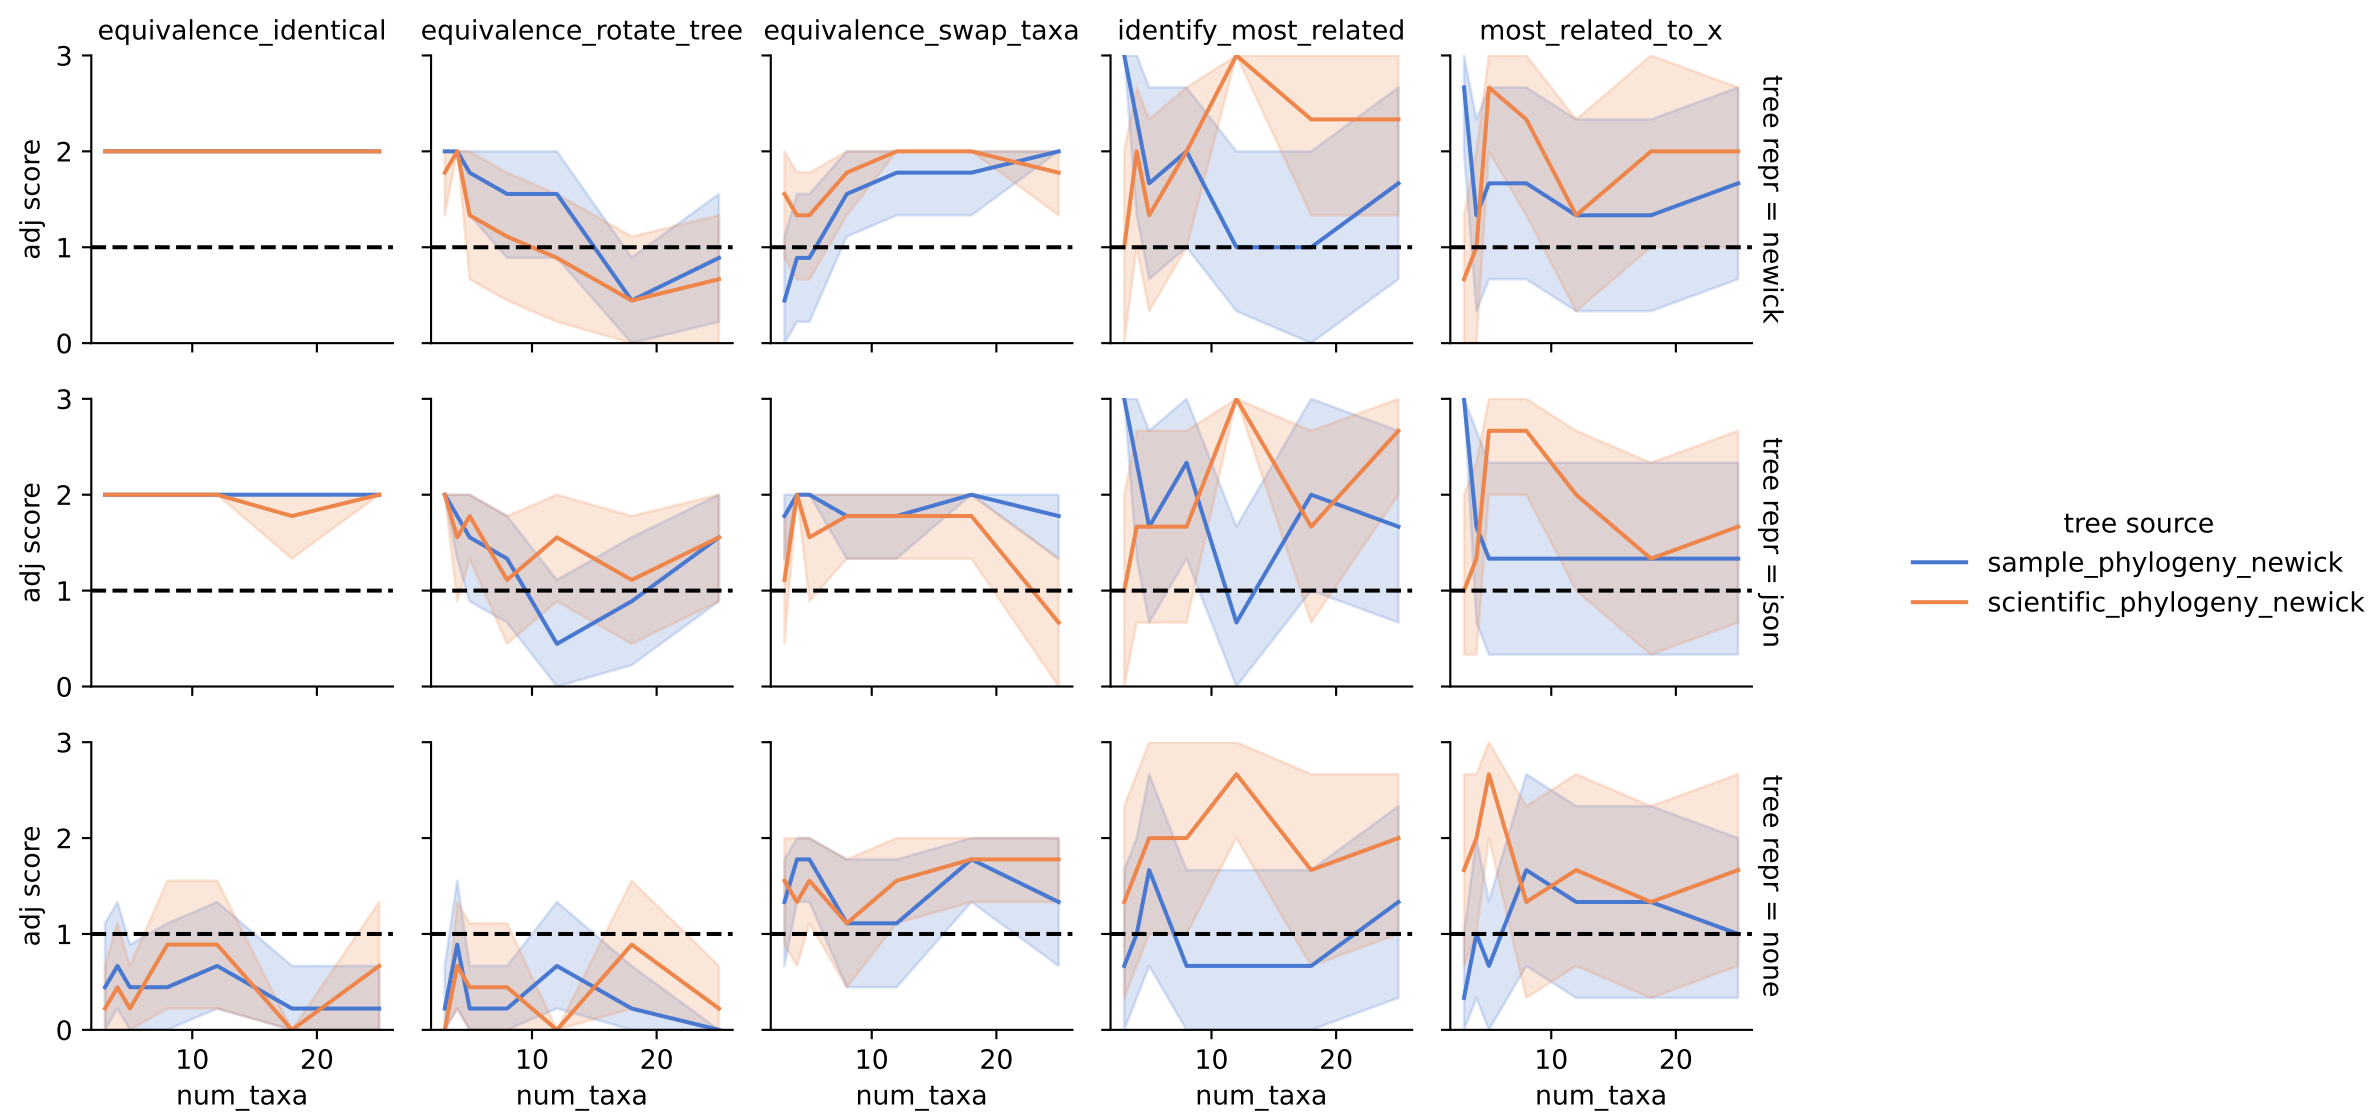 equivalence_identical equivalence_rotate_tree equivalence_swap_taxa identify_most_related most_related_to_x
3
2
1
0
adj score
tree repr = newick
3
2
1
0
adj score
tree repr = json
tree source
sample_phylogeny_newick
scientific_phylogeny_newick
3
2
1
0
adj score
tree repr = none
10 20 10 20 10 20 10 20 10 20
num_taxa num_taxa num_taxa num_taxa num_taxa